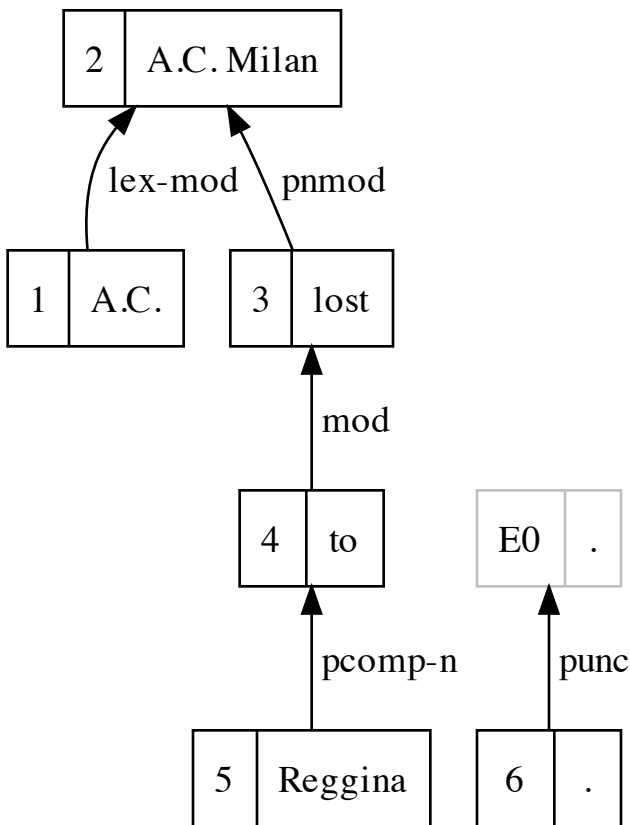 2 A.C. Milan
lex-mod pnmod
1 A.C. 3 lost
mod
4 to E0 .
pcomp-n punc
5 Reggina 6 .